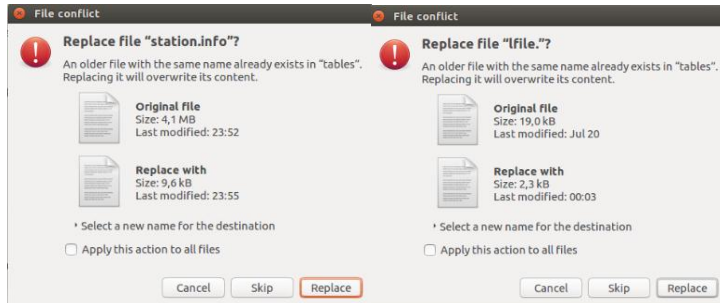 File conflict
Replace file “station.info”?
An older file with the same name already exists in “tables”.
Replacing it will overwrite its content.
Original file
Size: 4,1 MB
Last modified: 23:52
Replace with
Size: 9,6 kB
Last modified: 23:55
Select a new name for the destination
Apply this action to all files
Cancel Skip Replace
File conflict
Replace file “lfile.”?
An older file with the same name already exists in “tables”.
Replacing it will overwrite its content.
Original file
Size: 19,0 kB
Last modified: Jul 20
Replace with
Size: 2,3 kB
Last modified: 00:03
Select a new name for the destination
Apply this action to all files
Cancel Skip Replace